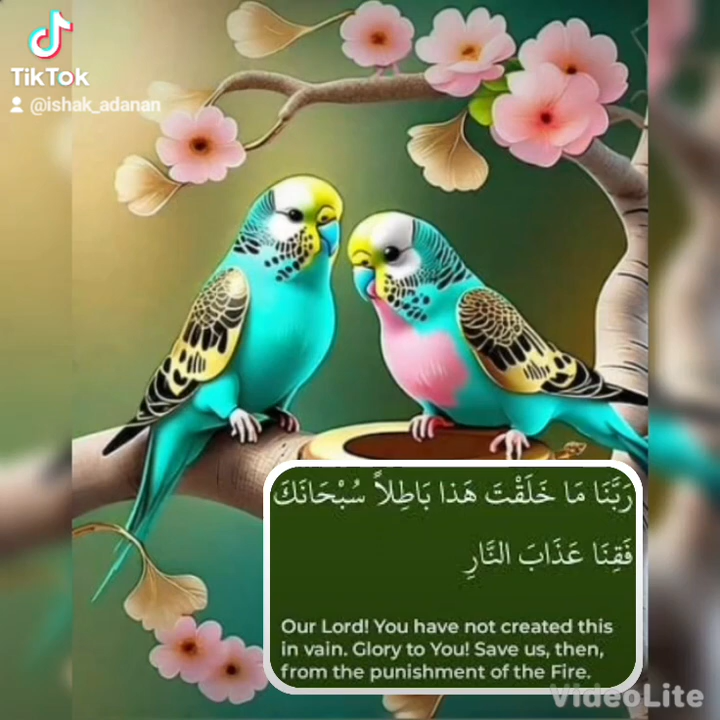 TikTok
@ishak_adanan
رَبَّنَا مَا خَلَقْتَ هَذا بَاطِلاً سُبْحَانَكَ
فَقِنَا عَذَابَ النَّارِ
Our Lord! You have not created this
in vain. Glory to You! Save us, then,
from the punishment of the Fire.
VideoLite